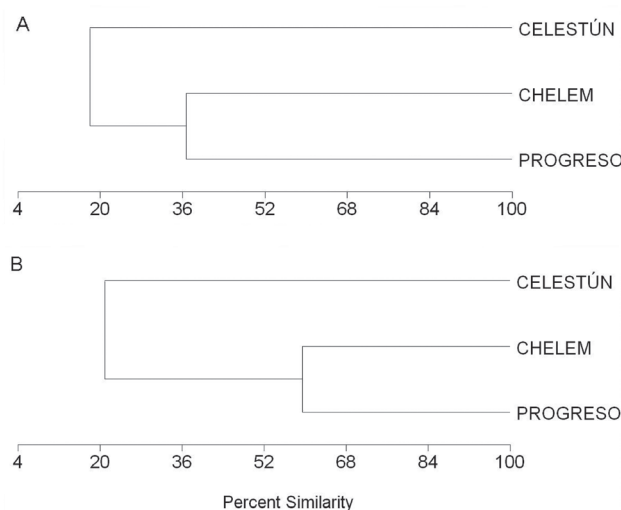 A
CELESTÚN
CHELEM
PROGRESO
4 20 36 52 68 84 100
B
CELESTÚN
CHELEM
PROGRESO
4 20 36 52 68 84 100
Percent Similarity